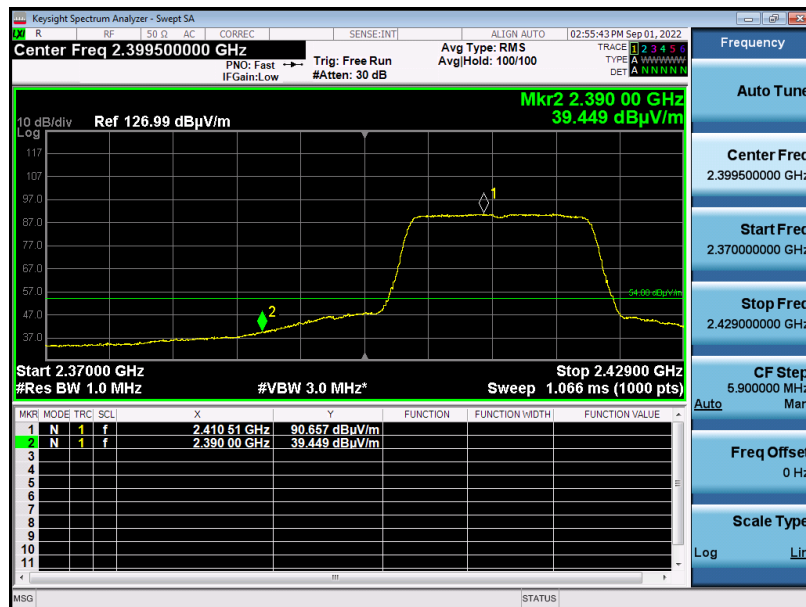 Keysight Spectrum Analyzer - Swept SA
LXI R RF 50 Ω AC CORREC SENSE:INT ALIGN AUTO 02:55:43 PM Sep 01, 2022
Center Freq 2.399500000 GHz
PNO: Fast
IFGain:Low
Trig: Free Run
#Atten: 30 dB
Avg Type: RMS
Avg|Hold: 100/100
TRACE 1 2 3 4 5 6
TYPE A WWWWW
DET A N N N N N
Mkr2 2.390 00 GHz
39.449 dBµV/m
10 dB/div Ref 126.99 dBµV/m
Log
117
107
97.0
87.0
77.0
67.0
57.0
47.0
37.0
1
2
54.00 dBµV/m
Start 2.37000 GHz Stop 2.42900 GHz
#Res BW 1.0 MHz #VBW 3.0 MHz* Sweep 1.066 ms (1000 pts)
MKR MODE TRC SCL X Y FUNCTION FUNCTION WIDTH FUNCTION VALUE
1 N 1 f 2.410 51 GHz 90.657 dBµV/m
2 N 1 f 2.390 00 GHz 39.449 dBµV/m
3
4
5
6
7
8
9
10
11
MSG STATUS
Frequency
Auto Tune
Center Freq
2.399500000 GHz
Start Freq
2.370000000 GHz
Stop Freq
2.429000000 GHz
CF Step
5.900000 MHz
Auto Man
Freq Offset
0 Hz
Scale Type
Log Lin